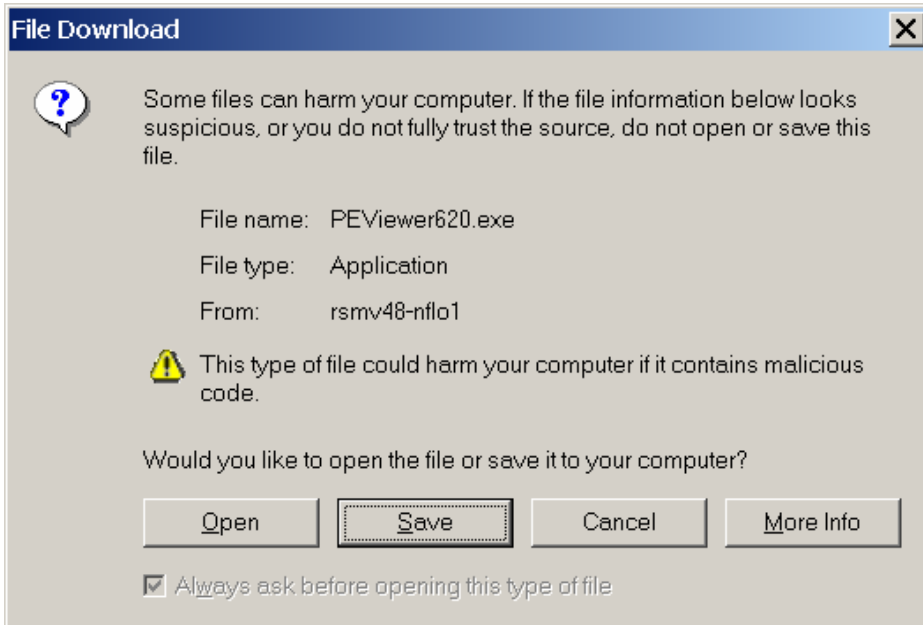 File Download
Some files can harm your computer. If the file information below looks
suspicious, or you do not fully trust the source, do not open or save this
file.
File name: PEViewer620.exe
File type: Application
From: rsmv48-nflo1
This type of file could harm your computer if it contains malicious
code.
Would you like to open the file or save it to your computer?
Open Save Cancel More Info
Always ask before opening this type of file